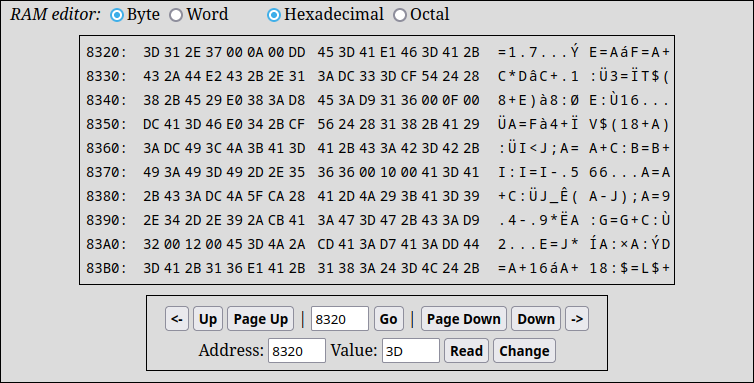 RAM editor: Byte Word Hexadecimal Octal
8320: 3D 31 2E 37 00 0A 00 DD 45 3D 41 E1 46 3D 41 2B =1.7...Ý E=AáF=A+
8330: 43 2A 44 E2 43 2B 2E 31 3A DC 33 3D CF 54 24 28 C*DâC+.1 :Ü3=ÏT$(
8340: 38 2B 45 29 E0 38 3A D8 45 3A D9 31 36 00 0F 00 8+E)à8:Ø E:Ù16...
8350: DC 41 3D 46 E0 34 2B CF 56 24 28 31 38 2B 41 29 ÜA=Fà4+Ï V$(18+A)
8360: 3A DC 49 3C 4A 3B 41 3D 41 2B 43 3A 42 3D 42 2B :ÜI<J;A= A+C:B=B+
8370: 49 3A 49 3D 49 2D 2E 35 36 36 00 10 00 41 3D 41 I:I=I-.5 66...A=A
8380: 2B 43 3A DC 4A 5F CA 28 41 2D 4A 29 3B 41 3D 39 +C:ÜJ_Ê( A-J);A=9
8390: 2E 34 2D 2E 39 2A CB 41 3A 47 3D 47 2B 43 3A D9 .4-.9*ËA :G=G+C:Ù
83A0: 32 00 12 00 45 3D 4A 2A CD 41 3A D7 41 3A DD 44 2...E=J* ÍA:×A:ÝD
83B0: 3D 41 2B 31 36 E1 41 2B 31 38 3A 24 3D 4C 24 2B =A+16áA+ 18:$=L$+
<- Up Page Up | 8320 Go | Page Down Down ->
Address: 8320 Value: 3D Read Change